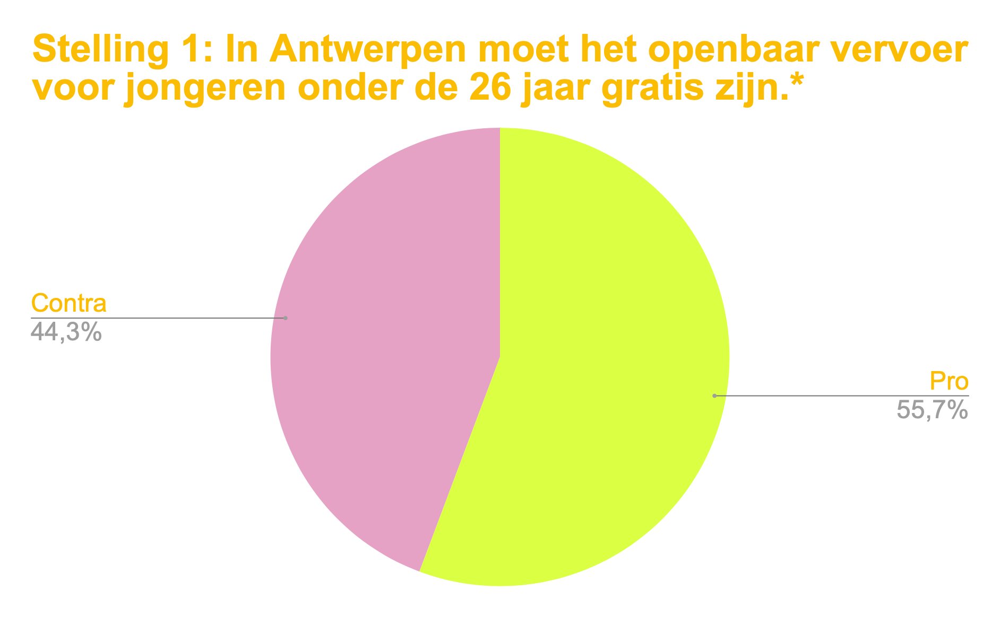 Stelling 1: In Antwerpen moet het openbaar vervoer
voor jongeren onder de 26 jaar gratis zijn.*
Contra
44,3%
Pro
55,7%